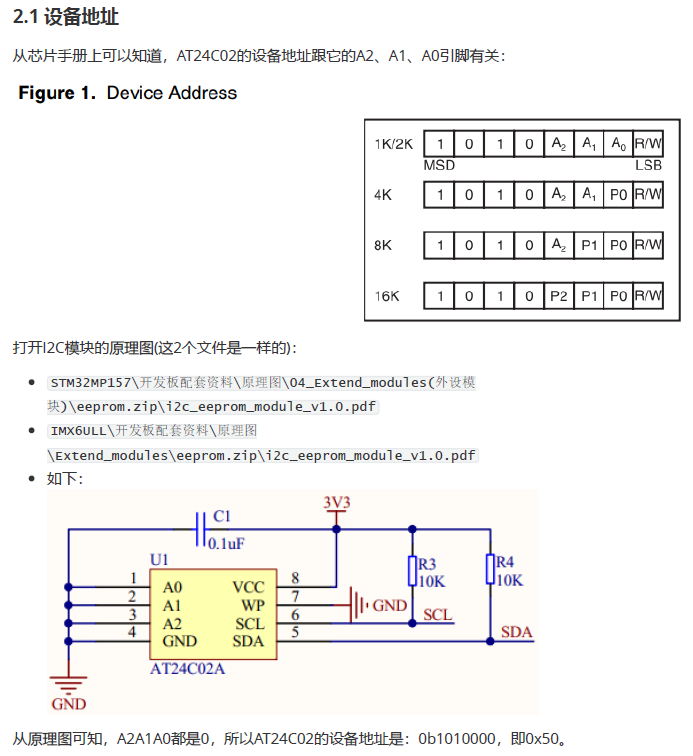 2.1 设备地址
从芯片手册上可以知道，AT24C02的设备地址跟它的A2、A1、A0引脚有关：
Figure 1. Device Address
1K/2K 1 0 1 0 A2 A1 A0 R/W
MSD LSB
4K 1 0 1 0 A2 A1 P0 R/W
8K 1 0 1 0 A2 P1 P0 R/W
16K 1 0 1 0 P2 P1 P0 R/W
打开I2C模块的原理图(这2个文件是一样的)：
STM32MP157\开发板配套资料\原理图\04_Extend_modules(外设模
块)\eeprom.zip\i2c_eeprom_module_v1.0.pdf
IMX6ULL\开发板配套资料\原理图
\Extend_modules\eeprom.zip\i2c_eeprom_module_v1.0.pdf
如下：
3V3
C1
0.1uF
U1
R3
10K
R4
10K
1 A0 VCC 8
2 A1 WP 7
GND
3 A2 SCL 6
SCL
4 GND SDA 5
SDA
AT24C02A
GND
从原理图可知，A2A1A0都是0，所以AT24C02的设备地址是：0b1010000，即0x50。